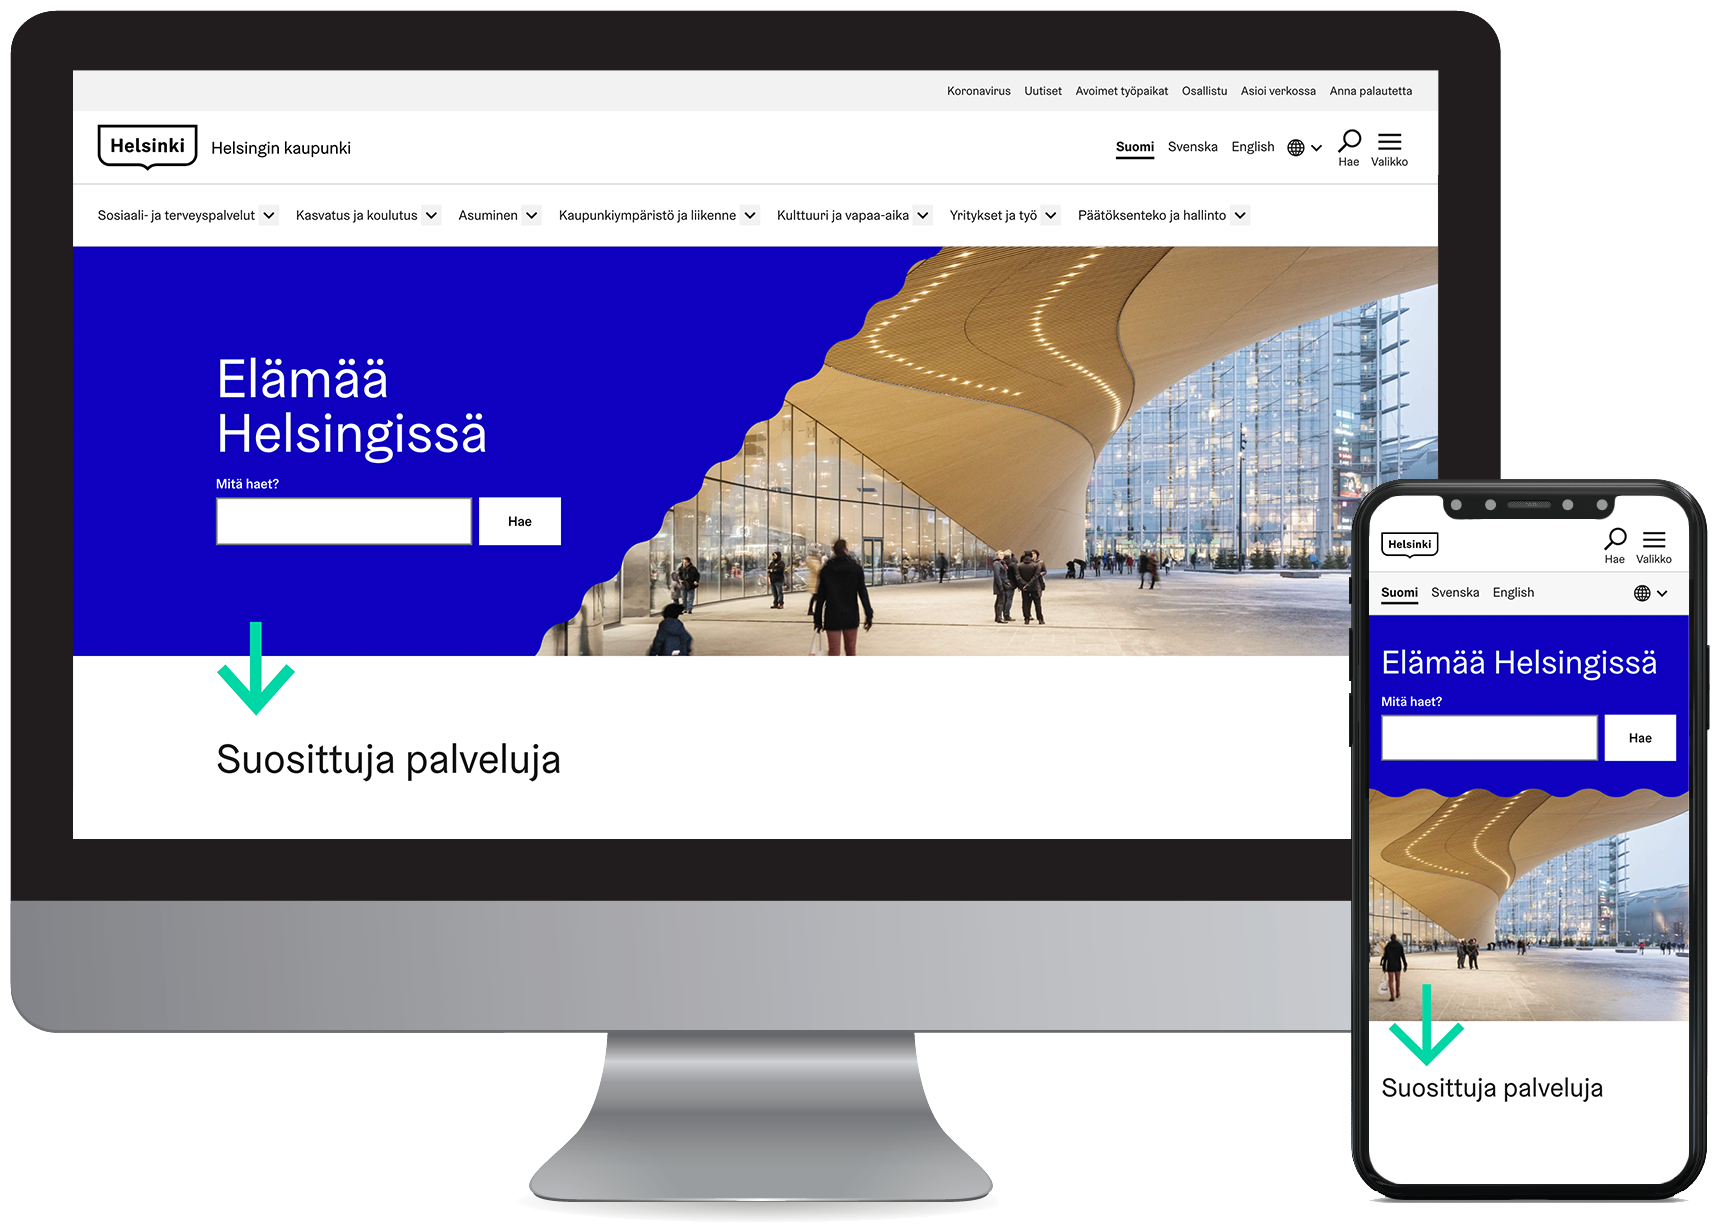 Koronavirus Uutiset Avoimet työpaikat Osallistu Asioi verkossa Anna palautetta
Helsinki Helsingin kaupunki Suomi Svenska English Hae Valikko
Sosiaali- ja terveyspalvelut Kasvatus ja koulutus Asuminen Kaupunkiympäristö ja liikenne Kulttuuri ja vapaa-aika Yritykset ja työ Päätöksenteko ja hallinto
Elämää
Helsingissä
Mitä haet?
Hae
Suosittuja palveluja
Helsinki Hae Valikko
Suomi Svenska English
Elämää Helsingissä
Mitä haet?
Hae
Suosittuja palveluja